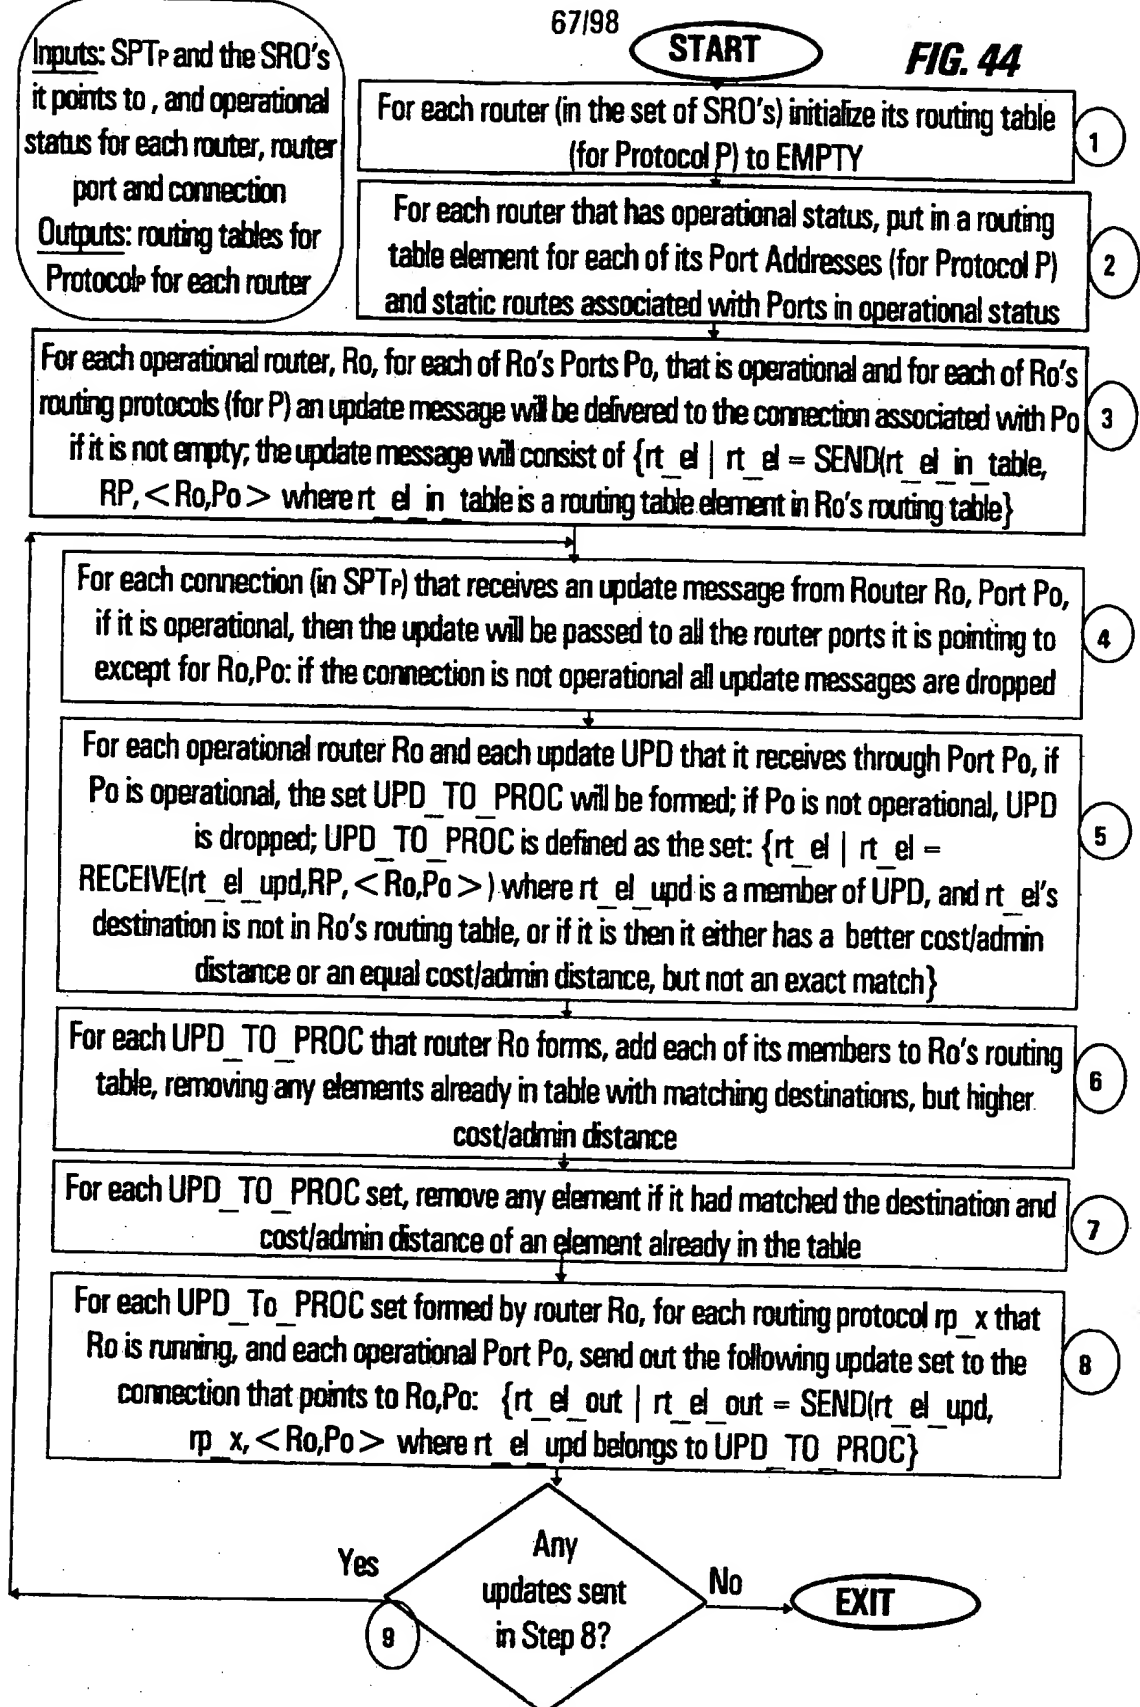 67/98
START
FIG. 44
Inputs: SPTP and the SRO's
it points to , and operational
status for each router, router
port and connection
Outputs: routing tables for
ProtocolP for each router
For each router (in the set of SRO's) initialize its routing table
(for Protocol P) to EMPTY
1
For each router that has operational status, put in a routing
table element for each of its Port Addresses (for Protocol P)
and static routes associated with Ports in operational status
2
For each operational router, Ro, for each of Ro's Ports Po, that is operational and for each of Ro's
routing protocols (for P) an update message will be delivered to the connection associated with Po
if it is not empty; the update message will consist of {rt_el | rt_el = SEND(rt_el_in_table,
RP, <Ro,Po> where rt_el_in_table is a routing table element in Ro's routing table}
3
For each connection (in SPTP) that receives an update message from Router Ro, Port Po,
if it is operational, then the update will be passed to all the router ports it is pointing to
except for Ro,Po: if the connection is not operational all update messages are dropped
4
For each operational router Ro and each update UPD that it receives through Port Po, if
Po is operational, the set UPD_TO_PROC will be formed; if Po is not operational, UPD
is dropped; UPD_TO_PROC is defined as the set: {rt_el | rt_el =
RECEIVE(rt_el_upd,RP, <Ro,Po>) where rt_el_upd is a member of UPD, and rt_el's
destination is not in Ro's routing table, or if it is then it either has a better cost/admin
distance or an equal cost/admin distance, but not an exact match}
5
For each UPD_TO_PROC that router Ro forms, add each of its members to Ro's routing
table, removing any elements already in table with matching destinations, but higher
cost/admin distance
6
For each UPD_TO_PROC set, remove any element if it had matched the destination and
cost/admin distance of an element already in the table
7
For each UPD_To_PROC set formed by router Ro, for each routing protocol rp_x that
Ro is running, and each operational Port Po, send out the following update set to the
connection that points to Ro,Po: {rt_el_out | rt_el_out = SEND(rt_el_upd,
rp_x, <Ro,Po> where rt_el_upd belongs to UPD_TO_PROC}
8
Any
updates sent
in Step 8?
Yes
No
EXIT
9